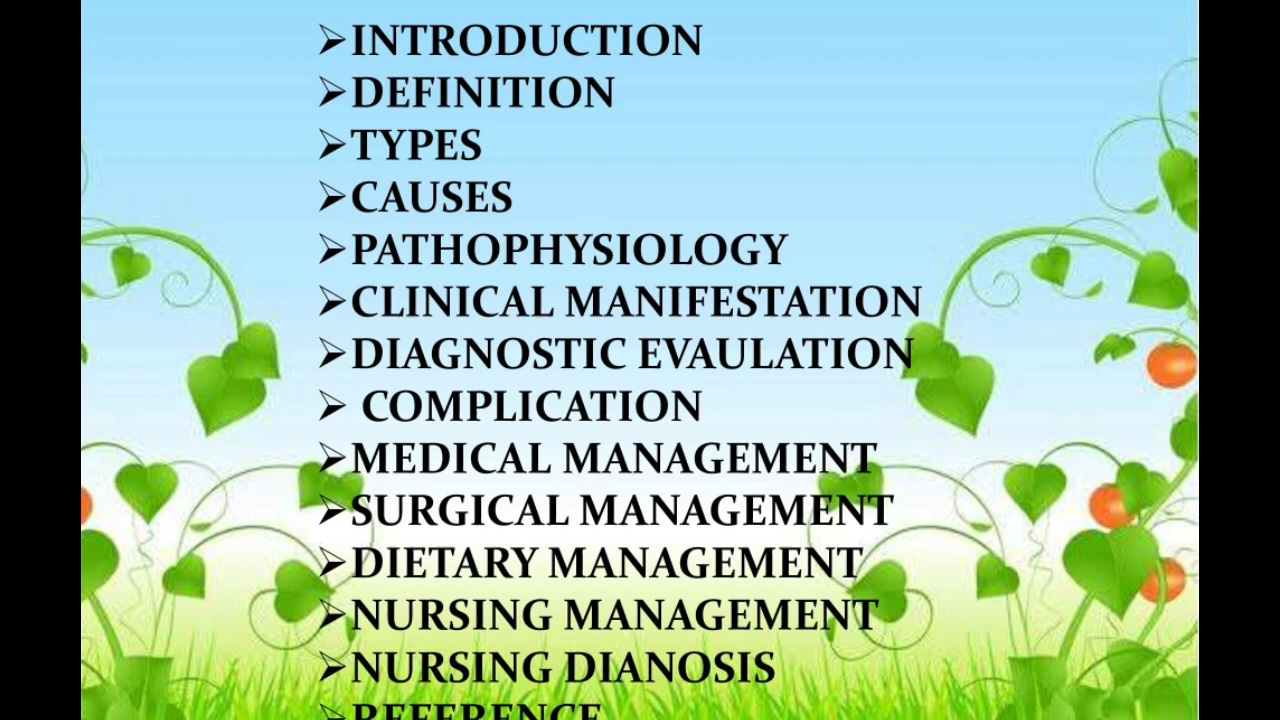 ➢INTRODUCTION
➢DEFINITION
➢TYPES
➢CAUSES
➢PATHOPHYSIOLOGY
➢CLINICAL MANIFESTATION
➢DIAGNOSTIC EVAULATION
➢ COMPLICATION
➢MEDICAL MANAGEMENT
➢SURGICAL MANAGEMENT
➢DIETARY MANAGEMENT
➢NURSING MANAGEMENT
➢NURSING DIANOSIS
➢REFERENCE